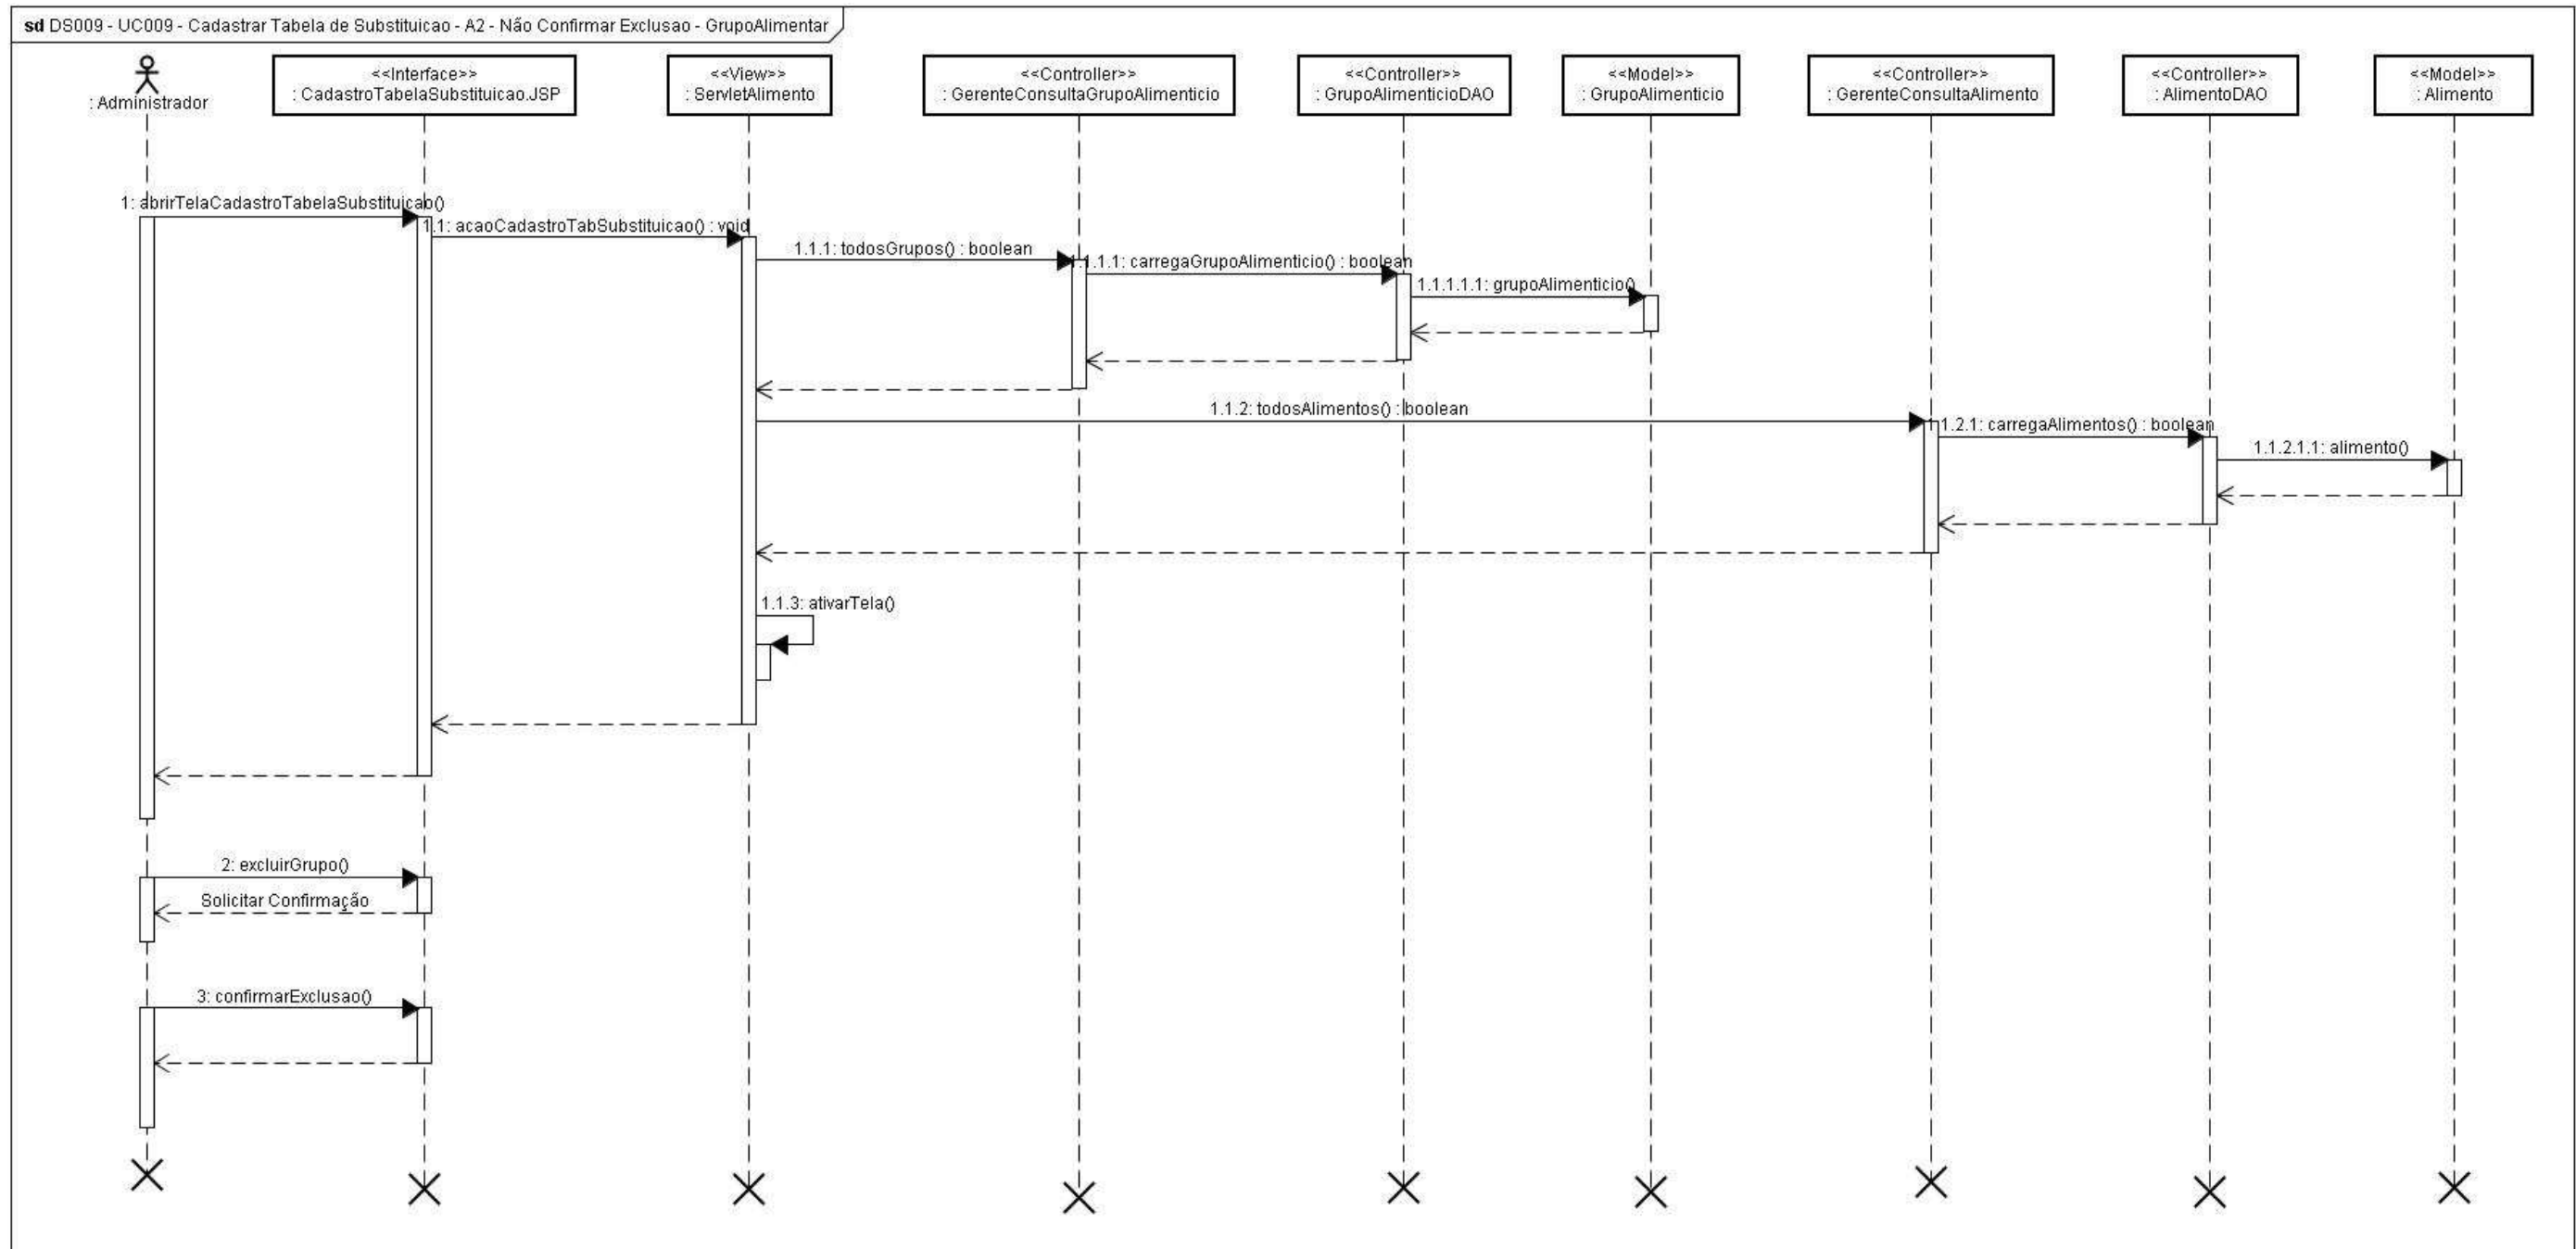 sd DS009 - UC009 - Cadastrar Tabela de Substituicao - A2 - Não Confirmar Exclusao - GrupoAlimentar
: Administrador
<<Interface>>
: CadastroTabelaSubstituicao.JSP
<<View>>
: ServletAlimento
<<Controller>>
: GerenteConsultaGrupoAlimenticio
<<Controller>>
: GrupoAlimenticioDAO
<<Model>>
: GrupoAlimenticio
<<Controller>>
: GerenteConsultaAlimento
<<Controller>>
: AlimentoDAO
<<Model>>
: Alimento
1: abrirTelaCadastroTabelaSubstituicao()
1.1: acaoCadastroTabSubstituicao() : void
1.1.1: todosGrupos() : boolean
1.1.1.1: carregaGrupoAlimenticio() : boolean
1.1.1.1.1: grupoAlimenticio()
1.1.2: todosAlimentos() : boolean
1.1.2.1: carregaAlimentos() : boolean
1.1.2.1.1: alimento()
1.1.3: ativarTela()
2: excluirGrupo()
Solicitar Confirmação
3: confirmarExclusao()